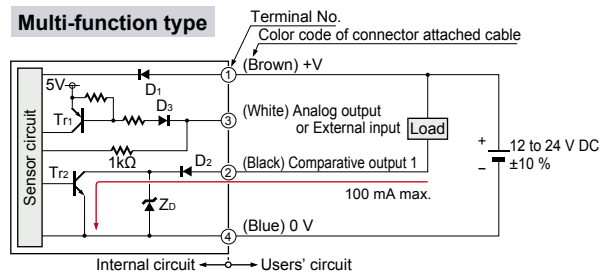 Multi-function type
Terminal No.
Color code of connector attached cable
Sensor circuit
5V
D1
1
(Brown) +V
Tr1
D3
3
(White) Analog output
or External input
Load
1kΩ
D2
2
(Black) Comparative output 1
+
−
12 to 24 V DC
±10 %
Tr2
ZD
100 mA max.
4
(Blue) 0 V
Internal circuit
Users' circuit